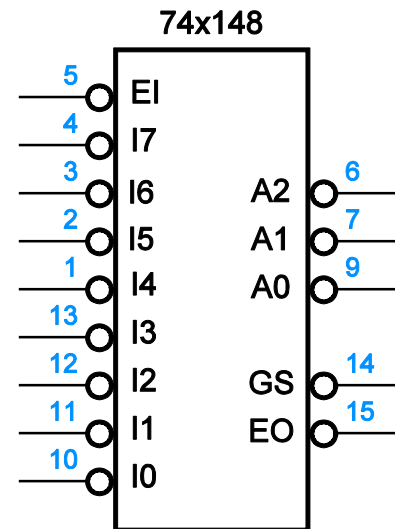 74x148
5 EI
4 I7
3 I6 A2 6
2 I5 A1 7
1 I4 A0 9
13 I3
12 I2 GS 14
11 I1 EO 15
10 I0